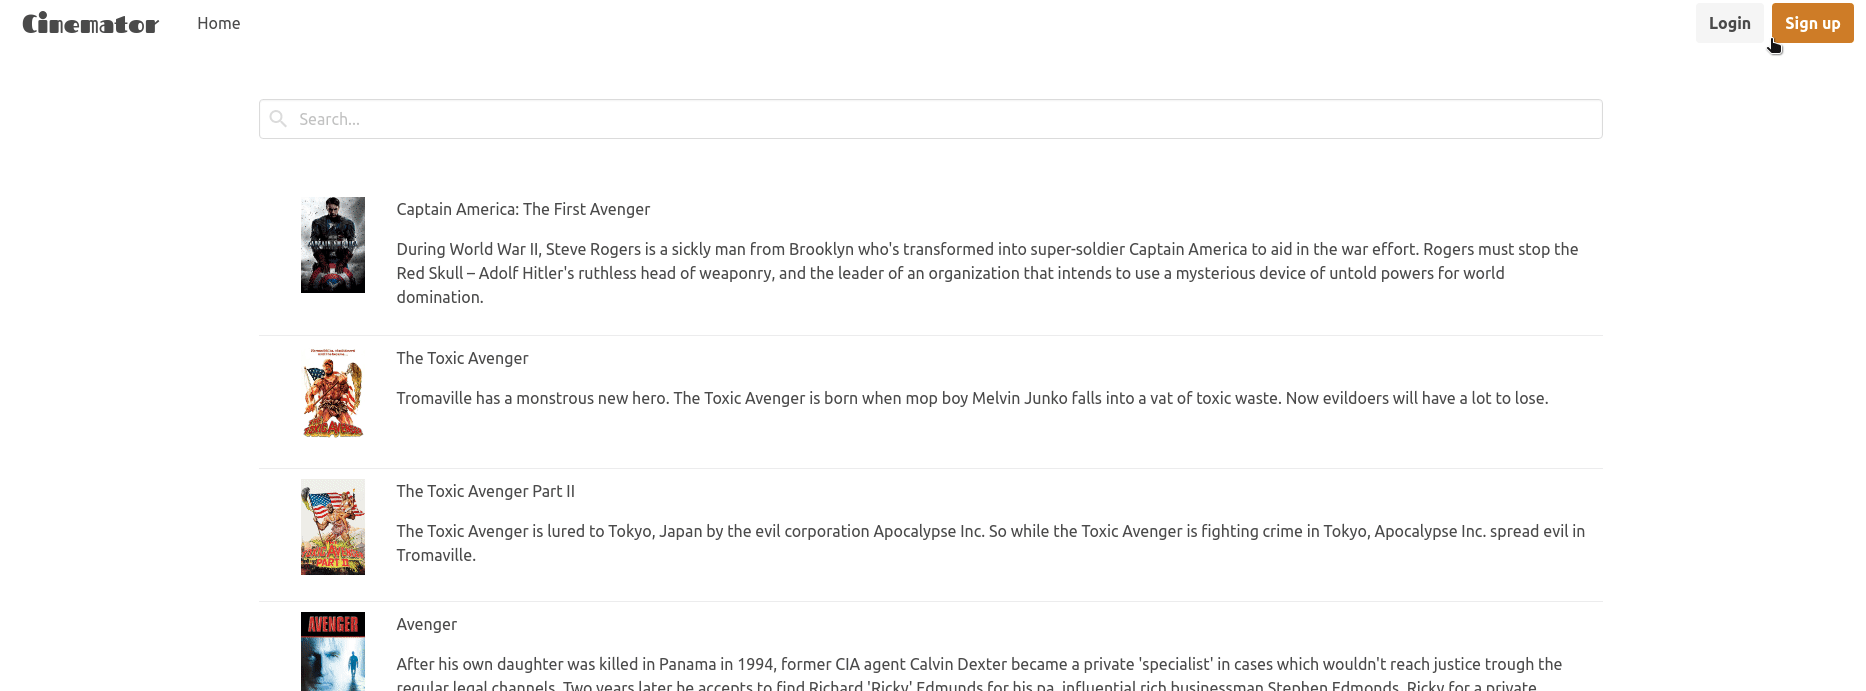 Cinemator
Home
Login
Sign up
Search...
Captain America: The First Avenger
During World War II, Steve Rogers is a sickly man from Brooklyn who's transformed into super-soldier Captain America to aid in the war effort. Rogers must stop the
Red Skull – Adolf Hitler's ruthless head of weaponry, and the leader of an organization that intends to use a mysterious device of untold powers for world
domination.
The Toxic Avenger
Tromaville has a monstrous new hero. The Toxic Avenger is born when mop boy Melvin Junko falls into a vat of toxic waste. Now evildoers will have a lot to lose.
The Toxic Avenger Part II
The Toxic Avenger is lured to Tokyo, Japan by the evil corporation Apocalypse Inc. So while the Toxic Avenger is fighting crime in Tokyo, Apocalypse Inc. spread evil in
Tromaville.
PART II
AVENGER
Avenger
After his own daughter was killed in Panama in 1994, former CIA agent Calvin Dexter became a private 'specialist' in cases which wouldn't reach justice trough the
regular legal channels. Two years later he accepts to find Richard 'Ricky' Edmunds for his pa, influential rich businessman Stephen Edmonds. Ricky for a private